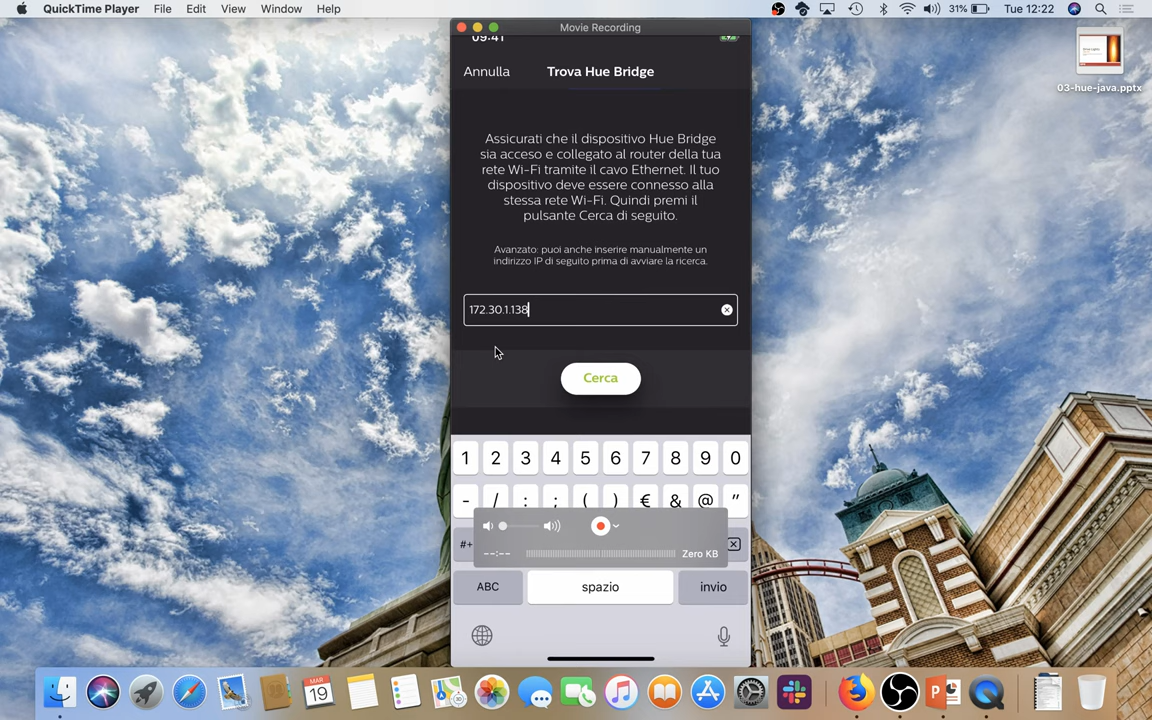 QuickTime Player File Edit View Window Help
31% Tue 12:22
Movie Recording
09:41
Annulla Trova Hue Bridge
Assicurati che il dispositivo Hue Bridge
sia acceso e collegato al router della tua
rete Wi-Fi tramite il cavo Ethernet. Il tuo
dispositivo deve essere connesso alla
stessa rete Wi-Fi. Quindi premi il
pulsante Cerca di seguito.
Avanzato: puoi anche inserire manualmente un
indirizzo IP di seguito prima di avviare la ricerca.
172.30.1.138
Cerca
1 2 3 4 5 6 7 8 9 0
- / : ; ( ) € & @ "
#+
--:-- Zero KB
ABC spazio invio
03-hue-java.pptx
MAR
19